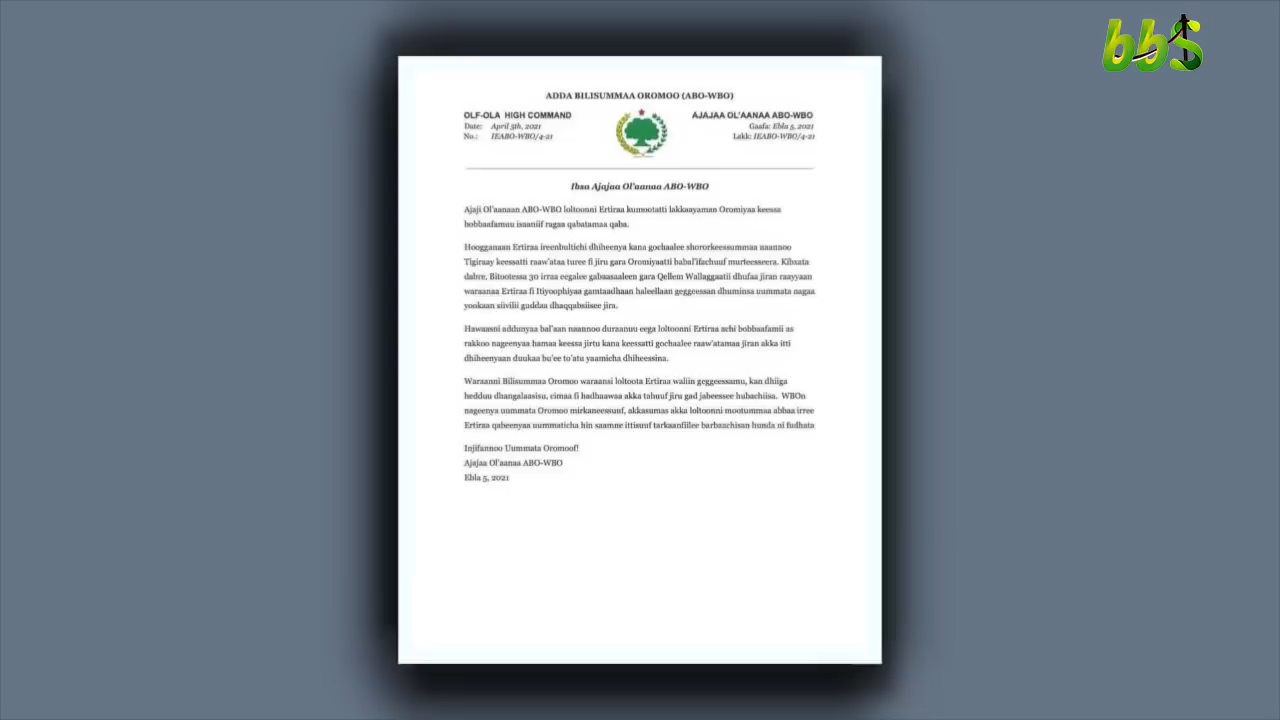 bbS
ADDA BILISUMMAA OROMOO (ABO-WBO)
OLF-OLA HIGH COMMAND
Date: April 5th, 2021
No.: IEABO-WBO/4-21
AJAJAA OL'AANAA ABO-WBO
Gaafa: Ebla 5, 2021
Lakk: IEABO-WBO/4-21
Ibsa Ajajaa Ol'aanaa ABO-WBO
Ajaji Ol'aanaan ABO-WBO loltoonni Ertiraa kumootatti lakkaayaman Oromiyaa keessa
bobbaafamuu isaaniif ragaa qabatamaa qaba.
Hoogganaan Ertiraa ireenbultichi dhiheenya kana gochaalee shororkeessummaa naannoo
Tigiraay keessatti raaw'ataa turee fi jiru gara Oromiyaatti babal'ifachuuf murteesseera. Kibxata
dabre, Bitootessa 30 irraa eegalee gabaasaaleen gara Qellem Wallaggaatii dhufaa jiran raayyaan
waraanaa Ertiraa fi Itiyoophiyaa gamtaadhaan haleellaan geggeessan dhuminsa uummata nagaa
yookaan siivilii guddaa dhaqqabsiisee jira.
Hawaasni addunyaa bal'aan naannoo duraanuu eega loltoonni Ertiraa achi bobbaafamii as
rakkoo nageenyaa hamaa keessa jirtu kana keessatti gochaalee raaw'atamaa jiran akka itti
dhiheenyaan duukaa bu'ee to'atu yaamicha dhiheessina.
Waraanni Bilisummaa Oromoo waraansi loltoota Ertiraa waliin geggeessamu, kan dhiiga
hedduu dhangalaasisu, cimaa fi hadhaawaa akka tahuuf jiru gad jabeessee hubachiisa. WBOn
nageenya uummata Oromoo mirkaneessuuf, akkasumas akka loltoonni mootummaa abbaa irree
Ertiraa qabeenyaa uummaticha hin saamne ittisuuf tarkaanfiilee barbaachisan hunda ni fudhata
Injifannoo Uummata Oromoof!
Ajajaa Ol'aanaa ABO-WBO
Ebla 5, 2021